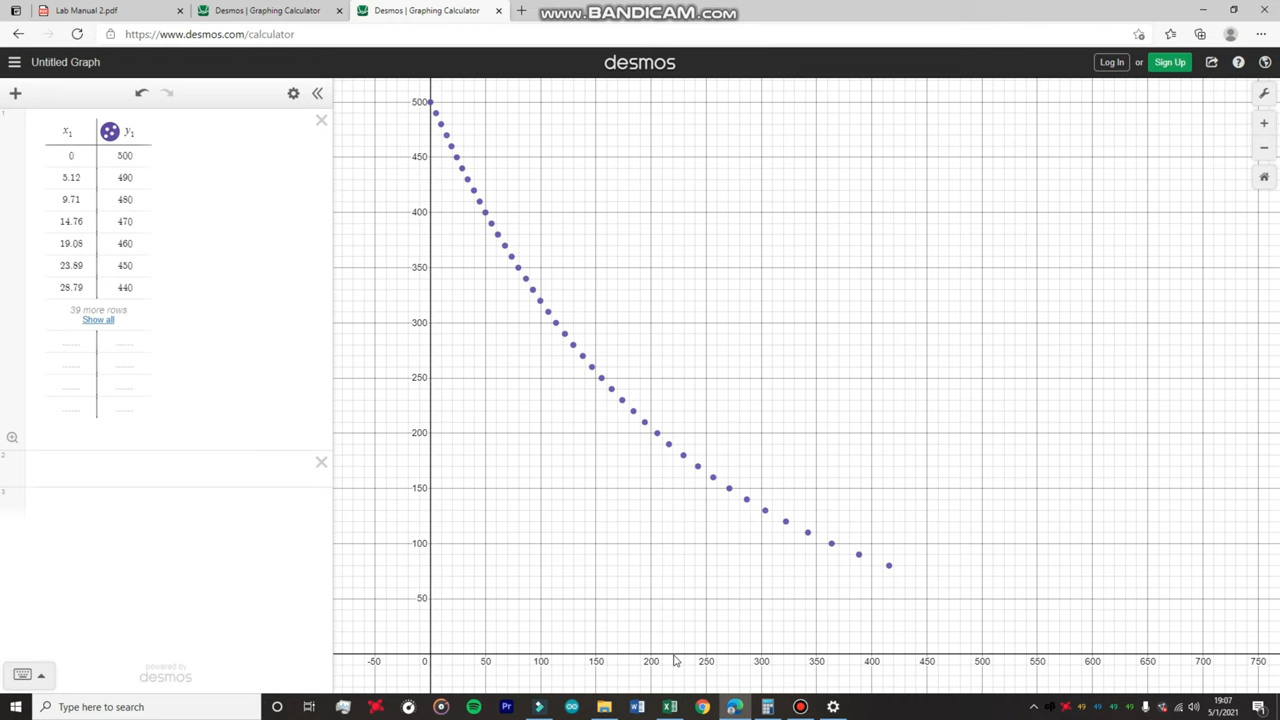 Lab Manual 2.pdf
Desmos | Graphing Calculator
Desmos | Graphing Calculator
www.BANDICAM.com
https://www.desmos.com/calculator
Untitled Graph
desmos
Log In or Sign Up
1
x₁ y₁
0 500
5.12 490
9.71 480
14.76 470
19.08 460
23.89 450
28.79 440
39 more rows
Show all
2
3
powered by
desmos
500
450
400
350
300
250
200
150
100
50
-50 0 50 100 150 200 250 300 350 400 450 500 550 600 650 700 750
Type here to search
19:07
5/1/2021